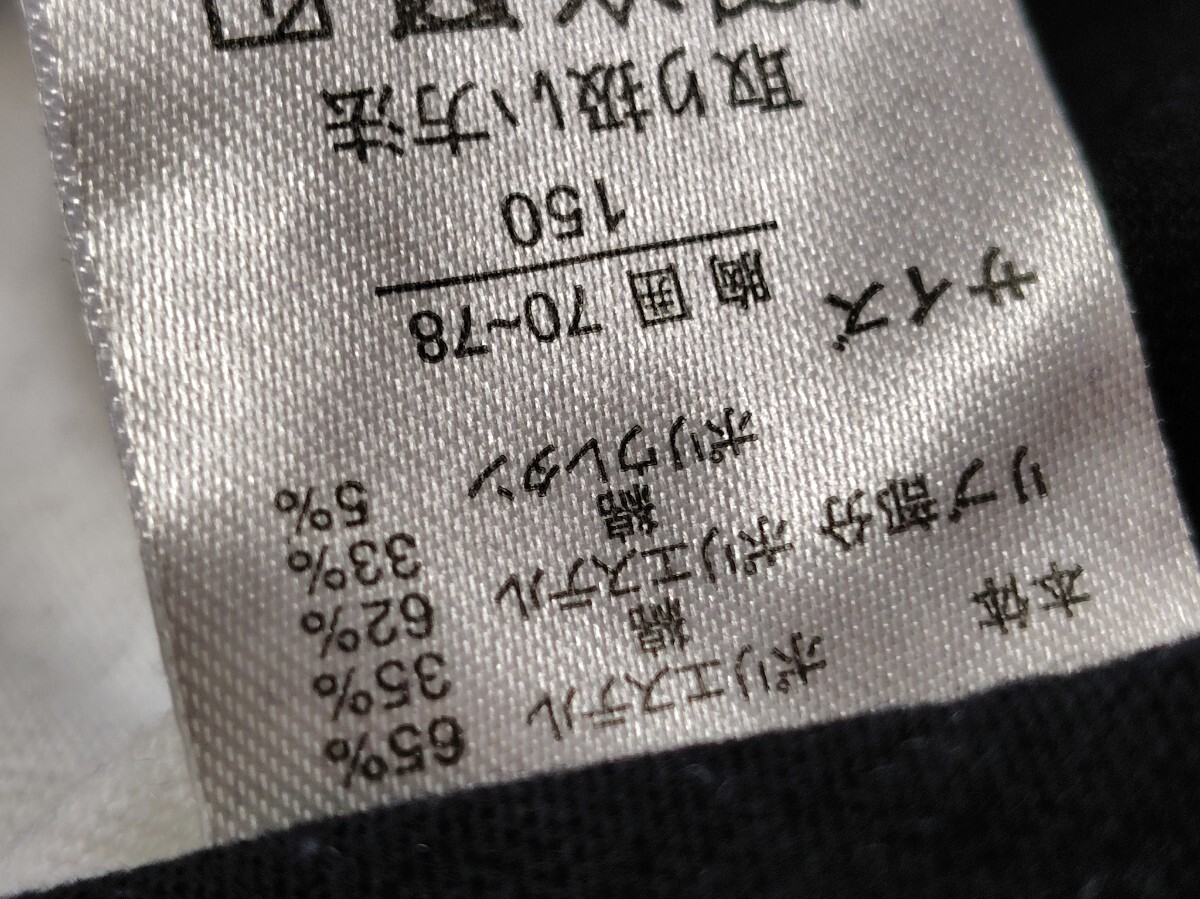 本体 ポリエステル 65%
綿 35%
リブ部分 ポリエステル 62%
綿 33%
ポリウレタン 5%
サイズ 胸囲 70~78
150
取り扱い方法